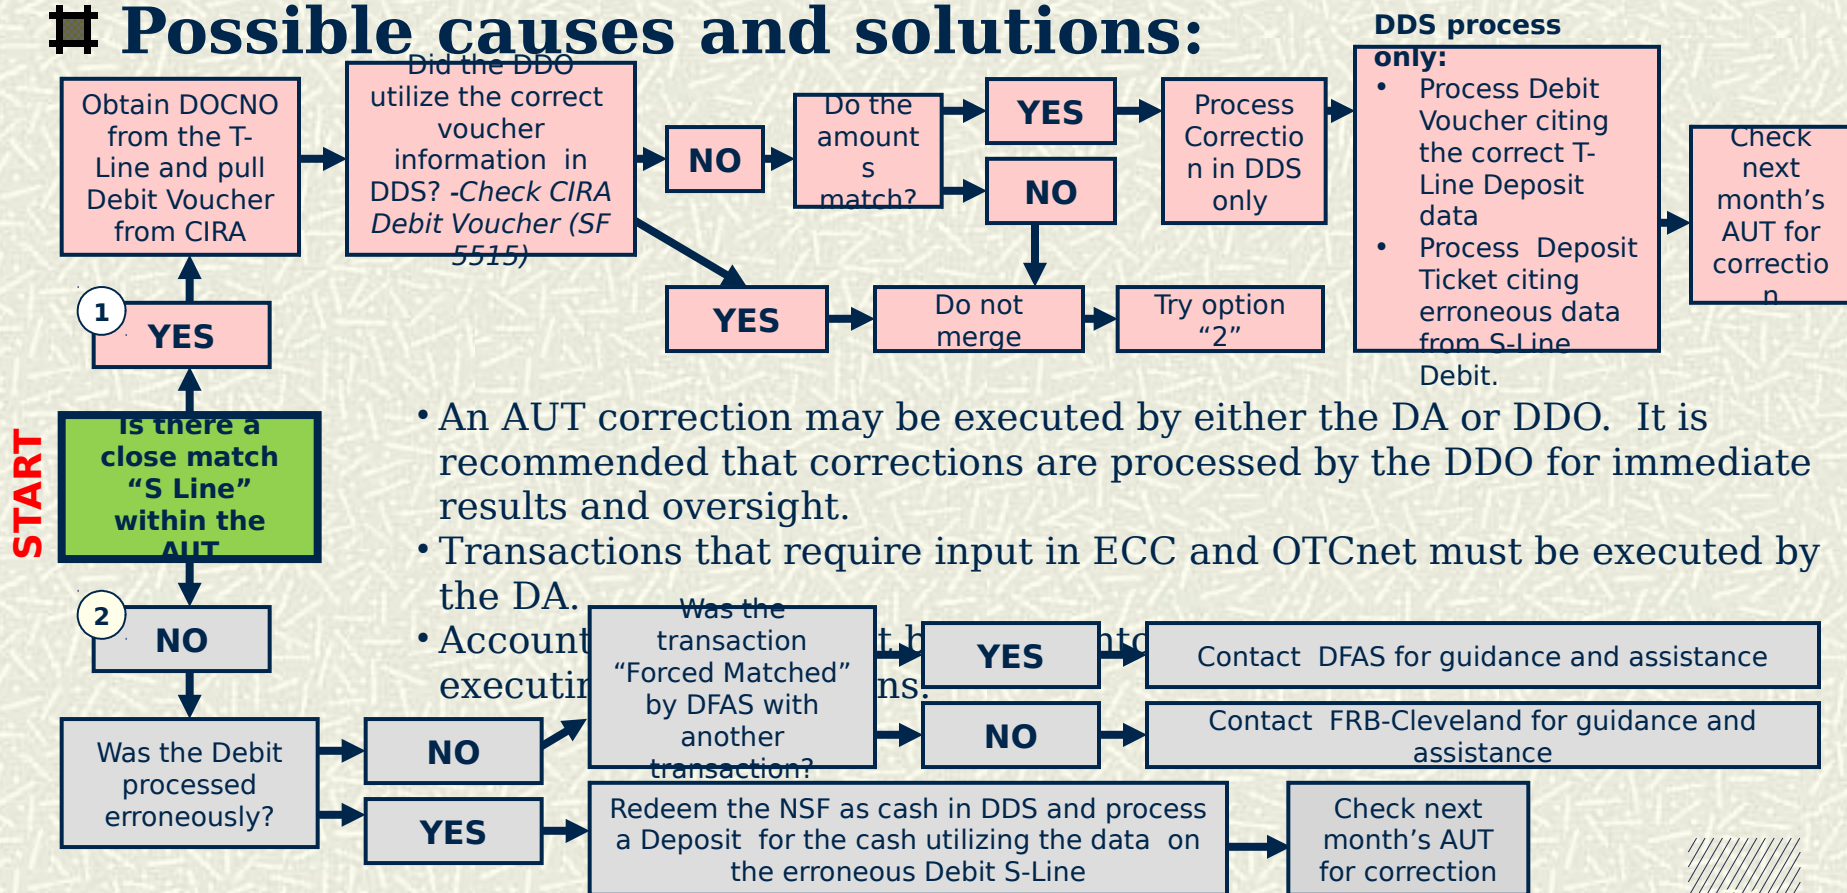 Possible causes and solutions:
Obtain DOCNO
from the T-
Line and pull
Debit Voucher
from CIRA
Did the DDO
utilize the correct
voucher
information in
DDS? -Check CIRA
Debit Voucher (SF
5515)
NO
Do the
amount
s
match?
YES
NO
Process
Correctio
n in DDS
only
DDS process
only:
• Process Debit
Voucher citing
the correct T-
Line Deposit
data
• Process Deposit
Ticket citing
erroneous data
from S-Line
Debit.
Check
next
month’s
AUT for
correctio
n
1
YES
YES
Do not
merge
Try option
“2”
START
Is there a
close match
“S Line”
within the
AUT
• An AUT correction may be executed by either the DA or DDO. It is
recommended that corrections are processed by the DDO for immediate
results and oversight.
• Transactions that require input in ECC and OTCnet must be executed by
the DA.
• Account
executin ns.
2
NO
Was the Debit
processed
erroneously?
NO
YES
Was the
transaction
“Forced Matched”
by DFAS with
another
transaction?
YES
Contact DFAS for guidance and assistance
NO
Contact FRB-Cleveland for guidance and
assistance
Redeem the NSF as cash in DDS and process
a Deposit for the cash utilizing the data on
the erroneous Debit S-Line
Check next
month’s AUT
for correction